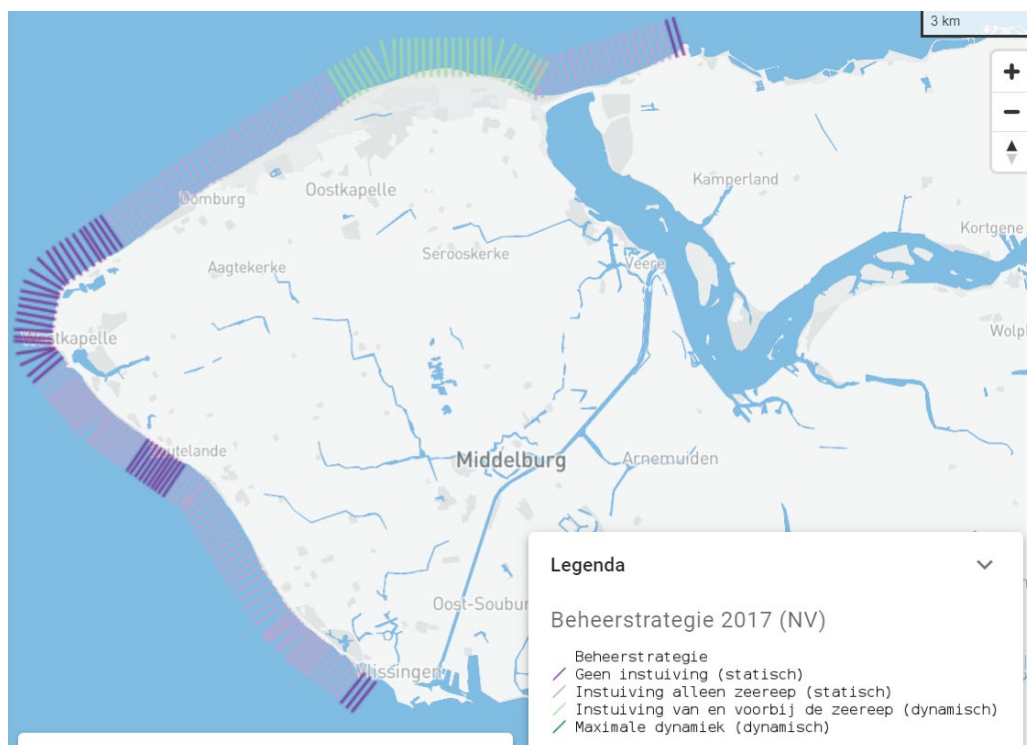 3 km
+
−
Kamperland
Oostkapelle
Domburg
Kortgene
Serooskerke
Veere
Aagtekerke
Westkapelle
Wolph
Zoutelande
Middelburg
Arnemuiden
Oost-Soubur
Vlissingen
Legenda
Beheerstrategie 2017 (NV)
Beheerstrategie
Geen instuiving (statisch)
Instuiving alleen zeereep (statisch)
Instuiving van en voorbij de zeereep (dynamisch)
Maximale dynamiek (dynamisch)